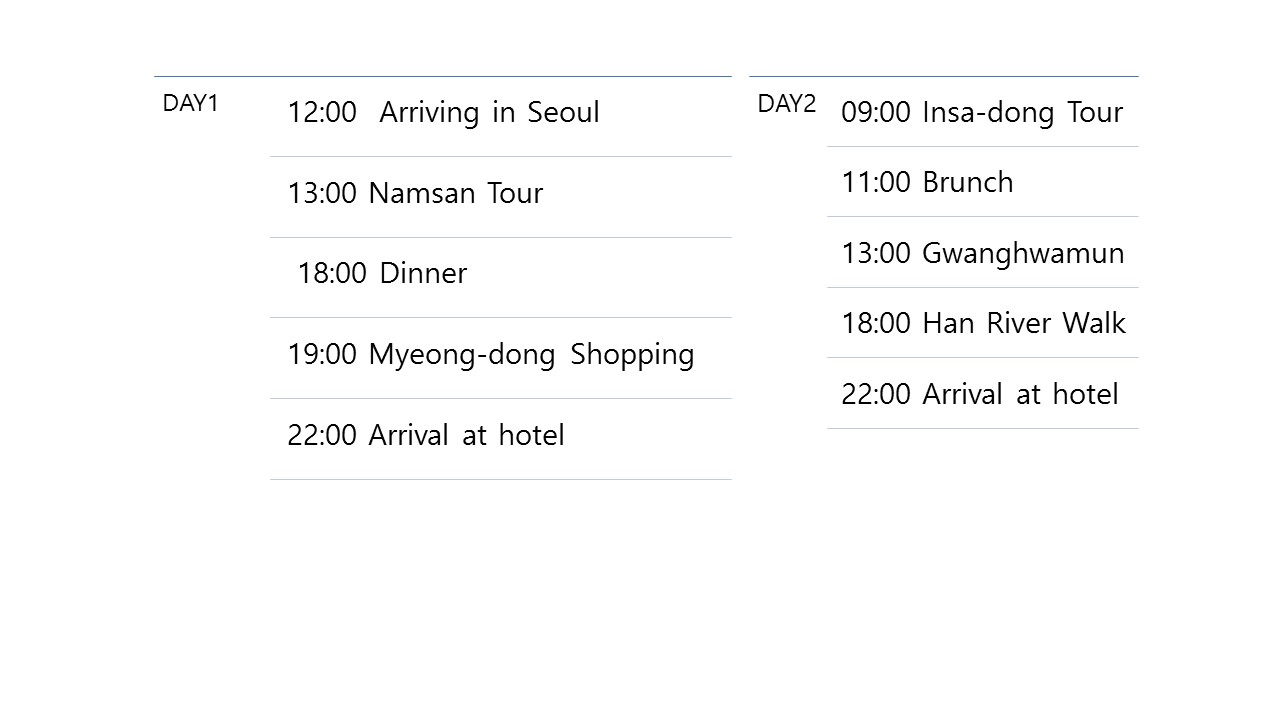 DAY1
12:00 Arriving in Seoul
13:00 Namsan Tour
18:00 Dinner
19:00 Myeong-dong Shopping
22:00 Arrival at hotel
DAY2
09:00 Insa-dong Tour
11:00 Brunch
13:00 Gwanghwamun
18:00 Han River Walk
22:00 Arrival at hotel